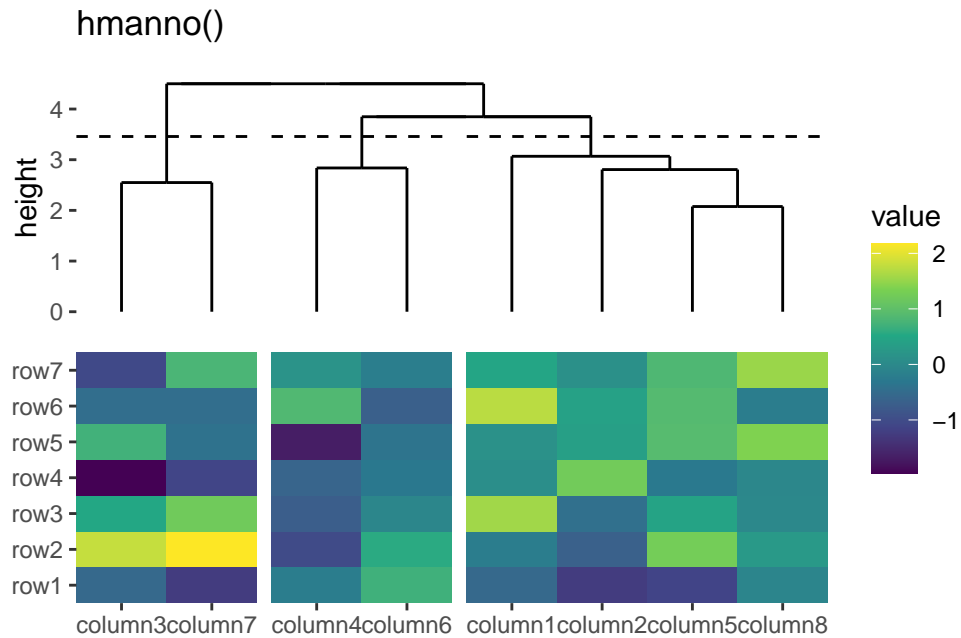 hmanno()
height
4
3
2
1
0
value
2
1
0
−1
row7
row6
row5
row4
row3
row2
row1
column3 column7 column4 column6 column1 column2 column5 column8